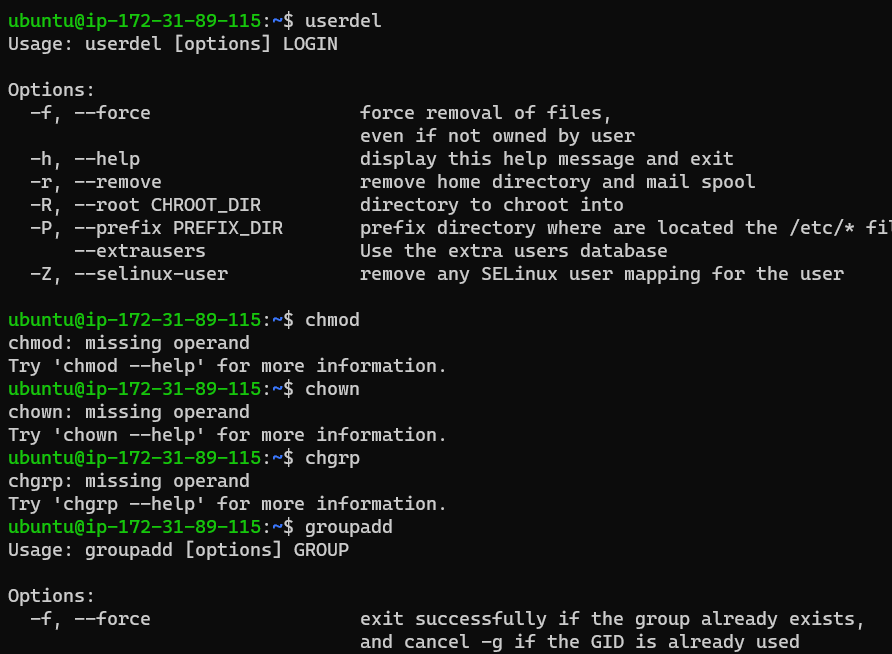 ubuntu@ip-172-31-89-115:~$ userdel
Usage: userdel [options] LOGIN

Options:
  -f, --force                   force removal of files,
                                even if not owned by user
  -h, --help                    display this help message and exit
  -r, --remove                  remove home directory and mail spool
  -R, --root CHROOT_DIR         directory to chroot into
  -P, --prefix PREFIX_DIR       prefix directory where are located the /etc/* fil
      --extrausers              Use the extra users database
  -Z, --selinux-user            remove any SELinux user mapping for the user

ubuntu@ip-172-31-89-115:~$ chmod
chmod: missing operand
Try 'chmod --help' for more information.
ubuntu@ip-172-31-89-115:~$ chown
chown: missing operand
Try 'chown --help' for more information.
ubuntu@ip-172-31-89-115:~$ chgrp
chgrp: missing operand
Try 'chgrp --help' for more information.
ubuntu@ip-172-31-89-115:~$ groupadd
Usage: groupadd [options] GROUP

Options:
  -f, --force                   exit successfully if the group already exists,
                                and cancel -g if the GID is already used